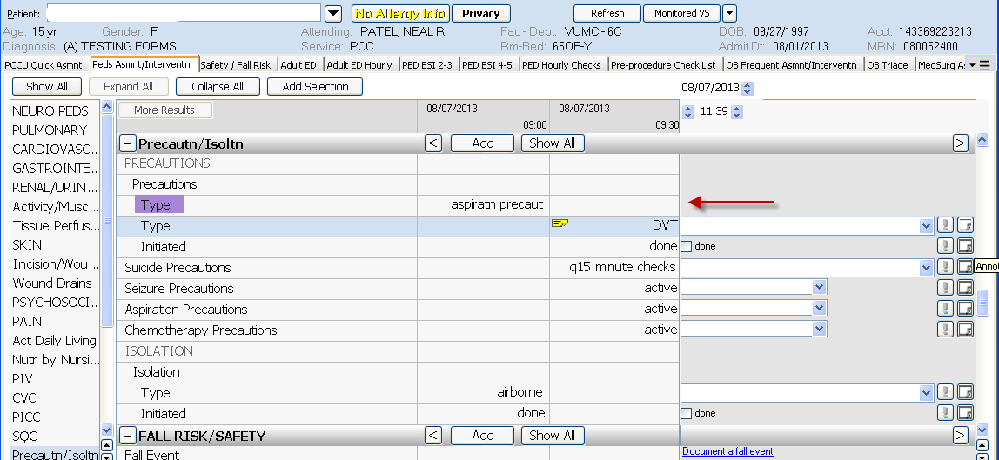 Patient: No Allergy Info Privacy Refresh Monitored VS
Age: 15 yr Gender: F Attending: PATEL, NEAL R. Fac - Dept: VUMC - 6C DOB: 09/27/1997 Acct: 143369223213
Diagnosis: (A) TESTING FORMS Service: PCC Rm-Bed: 650F-Y Admit Dt: 08/01/2013 MRN: 080052400
PCCU Quick Asmnt Peds Asmnt/Interventn Safety / Fall Risk Adult ED Adult ED Hourly PED ESI 2-3 PED ESI 4-5 PED Hourly Checks Pre-procedure Check List OB Frequent Asmnt/Interventn OB Triage MedSurg As
Show All Expand All Collapse All Add Selection
08/07/2013
More Results 08/07/2013 08/07/2013
11:39
09:00 09:30
NEURO PEDS
PULMONARY
CARDIOVASC...
GASTROINTE...
RENAL/URIN...
Activity/Musc...
Tissue Perfus...
SKIN
Incision/Wou...
Wound Drains
PSYCHOSOCI...
PAIN
Act Daily Living
Nutr by Nursi...
PIV
CVC
PICC
SQC
Precautn/Isoltn
Precautn/Isoltn < Add Show All >
PRECAUTIONS
Precautions
Type aspiratn precaut
Type DVT
Initiated done done
Suicide Precautions q15 minute checks
Annot
Seizure Precautions active
Aspiration Precautions active
Chemotherapy Precautions active
ISOLATION
Isolation
Type airborne
Initiated done done
FALL RISK/SAFETY < Add Show All >
Fall Event Document a fall event